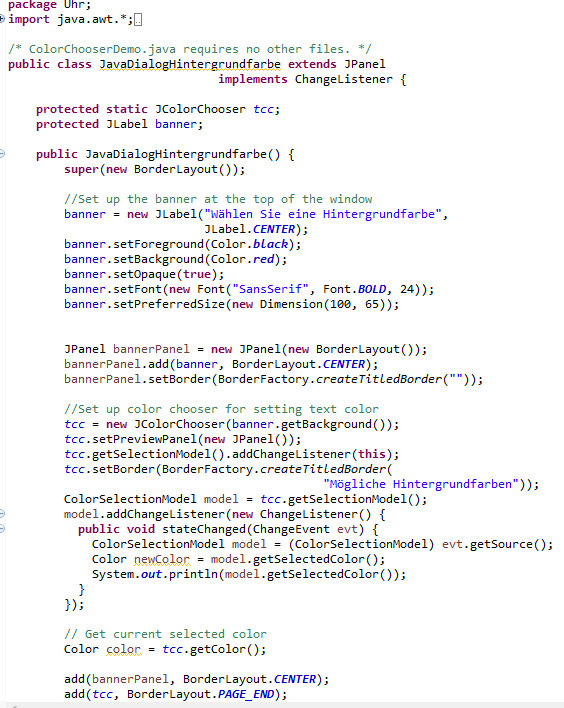 package Uhr;
import java.awt.*;

/* ColorChooserDemo.java requires no other files. */
public class JavaDialogHintergrundfarbe extends JPanel
                              implements ChangeListener {

    protected static JColorChooser tcc;
    protected JLabel banner;

    public JavaDialogHintergrundfarbe() {
        super(new BorderLayout());

        //Set up the banner at the top of the window
        banner = new JLabel("Wählen Sie eine Hintergrundfarbe",
                            JLabel.CENTER);
        banner.setForeground(Color.black);
        banner.setBackground(Color.red);
        banner.setOpaque(true);
        banner.setFont(new Font("SansSerif", Font.BOLD, 24));
        banner.setPreferredSize(new Dimension(100, 65));


        JPanel bannerPanel = new JPanel(new BorderLayout());
        bannerPanel.add(banner, BorderLayout.CENTER);
        bannerPanel.setBorder(BorderFactory.createTitledBorder(""));

        //Set up color chooser for setting text color
        tcc = new JColorChooser(banner.getBackground());
        tcc.setPreviewPanel(new JPanel());
        tcc.getSelectionModel().addChangeListener(this);
        tcc.setBorder(BorderFactory.createTitledBorder(
                                             "Mögliche Hintergrundfarben"));
        ColorSelectionModel model = tcc.getSelectionModel();
        model.addChangeListener(new ChangeListener() {
          public void stateChanged(ChangeEvent evt) {
            ColorSelectionModel model = (ColorSelectionModel) evt.getSource();
            Color newColor = model.getSelectedColor();
            System.out.println(model.getSelectedColor());
          }
        });

        // Get current selected color
        Color color = tcc.getColor();

        add(bannerPanel, BorderLayout.CENTER);
        add(tcc, BorderLayout.PAGE_END);